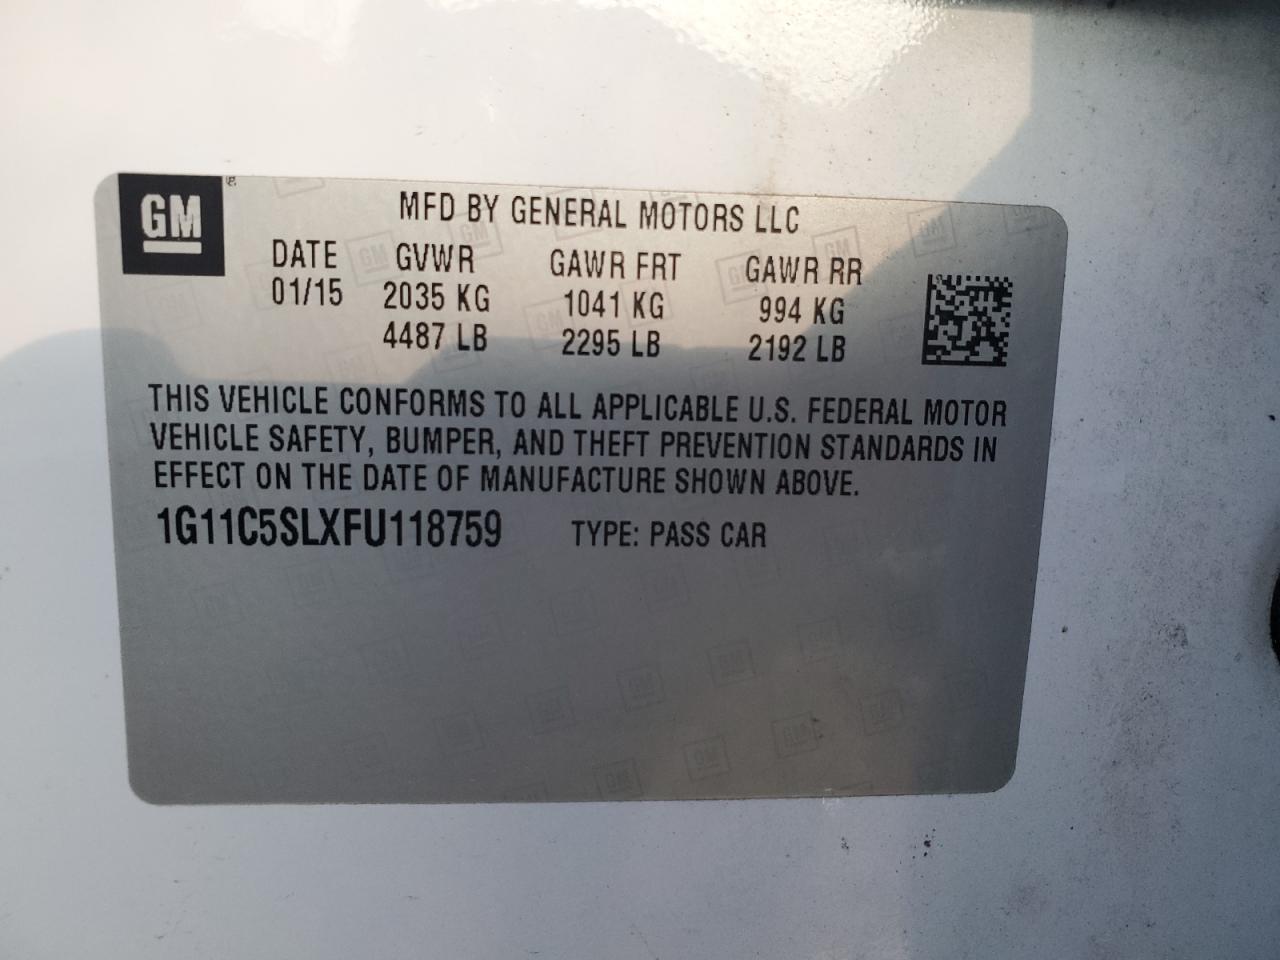 GM
MFD BY GENERAL MOTORS LLC
DATE GVWR GAWR FRT GAWR RR
01/15 2035 KG 1041 KG 994 KG
4487 LB 2295 LB 2192 LB
THIS VEHICLE CONFORMS TO ALL APPLICABLE U.S. FEDERAL MOTOR
VEHICLE SAFETY, BUMPER, AND THEFT PREVENTION STANDARDS IN
EFFECT ON THE DATE OF MANUFACTURE SHOWN ABOVE.
1G11C5SLXFU118759 TYPE: PASS CAR